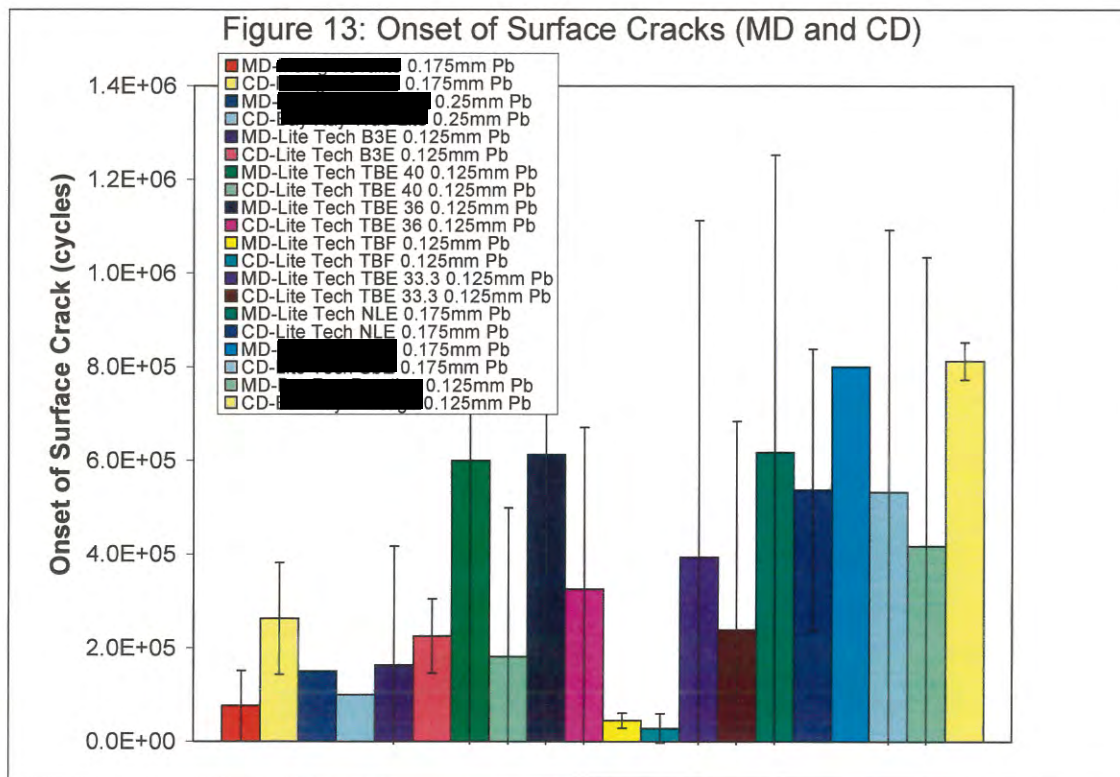 Figure 13: Onset of Surface Cracks (MD and CD)
MD- 0.175mm Pb
CD- 0.175mm Pb
MD- 0.25mm Pb
CD- 0.25mm Pb
MD-Lite Tech B3E 0.125mm Pb
CD-Lite Tech B3E 0.125mm Pb
MD-Lite Tech TBE 40 0.125mm Pb
CD-Lite Tech TBE 40 0.125mm Pb
MD-Lite Tech TBE 36 0.125mm Pb
CD-Lite Tech TBE 36 0.125mm Pb
MD-Lite Tech TBF 0.125mm Pb
CD-Lite Tech TBF 0.125mm Pb
MD-Lite Tech TBE 33.3 0.125mm Pb
CD-Lite Tech TBE 33.3 0.125mm Pb
MD-Lite Tech NLE 0.175mm Pb
CD-Lite Tech NLE 0.175mm Pb
MD- 0.175mm Pb
CD- 0.175mm Pb
MD- 0.125mm Pb
CD- 0.125mm Pb
Onset of Surface Crack (cycles)
1.4E+06
1.2E+06
1.0E+06
8.0E+05
6.0E+05
4.0E+05
2.0E+05
0.0E+00